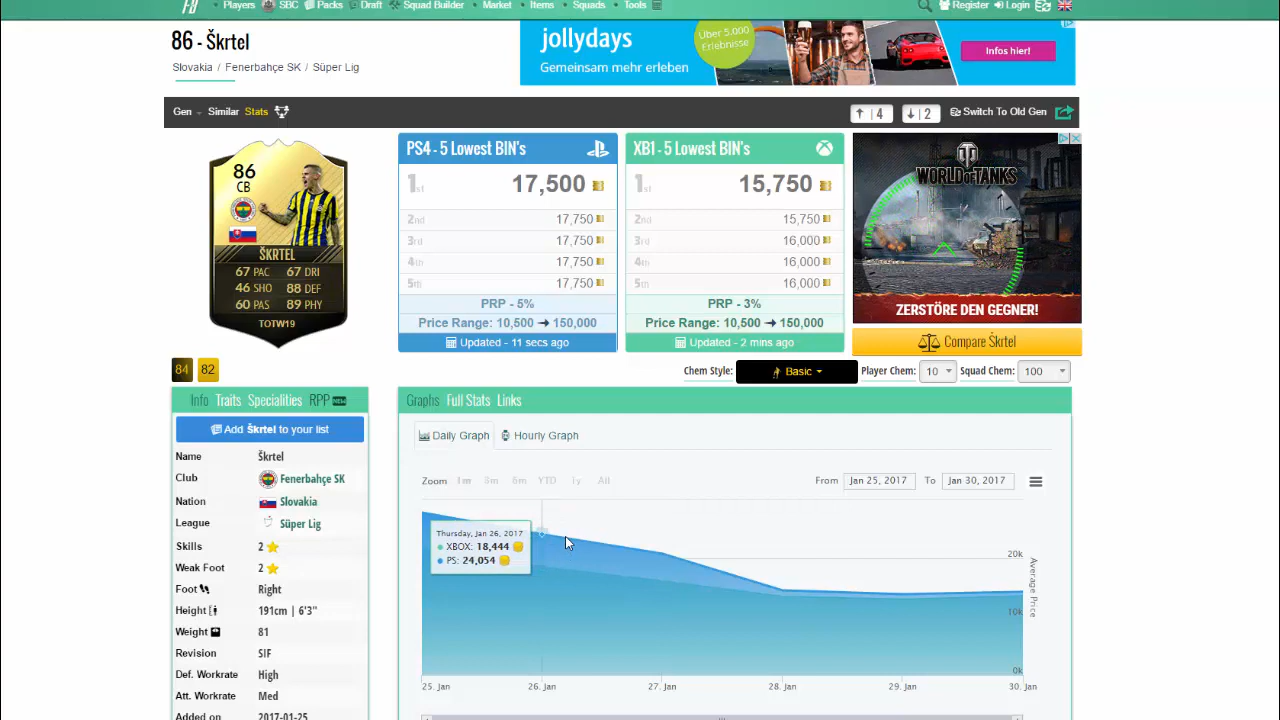 Players SBC Packs Draft Squad Builder Market Items Squads Tools Register Login
86 - Škrtel
Slovakia / Fenerbahçe SK / Süper Lig
jollydays
Gemeinsam mehr erleben
Über 5.000
Erlebnisse
Infos hier!
Gen Similar Stats
4 2 Switch To Old Gen
86
CB
ŠKRTEL
67 PAC 67 DRI
46 SHO 88 DEF
60 PAS 89 PHY
TOTW19
PS4 - 5 Lowest BIN's
1st 17,500
2nd 17,750
3rd 17,750
4th 17,750
5th 17,750
PRP - 5%
Price Range: 10,500 ➜ 150,000
Updated - 11 secs ago
XB1 - 5 Lowest BIN's
1st 15,750
2nd 15,750
3rd 16,000
4th 16,000
5th 16,000
PRP - 3%
Price Range: 10,500 ➜ 150,000
Updated - 2 mins ago
WORLD OF TANKS
ZERSTÖRE DEN GEGNER!
Compare Škrtel
84 82
Chem Style: Basic Player Chem: 10 Squad Chem: 100
Info Traits Specialities RPP NEW
Add Škrtel to your list
Name Škrtel
Club Fenerbahçe SK
Nation Slovakia
League Süper Lig
Skills 2
Weak Foot 2
Foot Right
Height 191cm | 6'3"
Weight 81
Revision SIF
Def. Workrate High
Att. Workrate Med
Added on 2017-01-25
Graphs Full Stats Links
Daily Graph Hourly Graph
Zoom 1m 3m 6m YTD 1y All From Jan 25, 2017 To Jan 30, 2017
Thursday, Jan 26, 2017
XBOX: 18,444
PS: 24,054
20k
10k
0k
Average Price
25. Jan 26. Jan 27. Jan 28. Jan 29. Jan 30. Jan